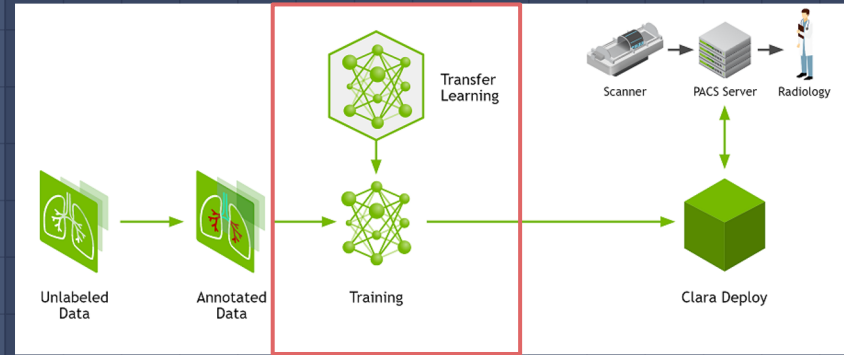 Transfer
Learning
Scanner
PACS Server
Radiology
Unlabeled
Data
Annotated
Data
Training
Clara Deploy